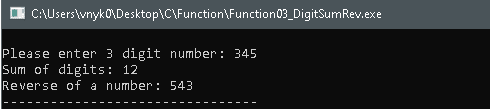 C:\Users\vnyk0\Desktop\C\Function\Function03_DigitSumRev.exe
Please enter 3 digit number: 345
Sum of digits: 12
Reverse of a number: 543
--------------------------------